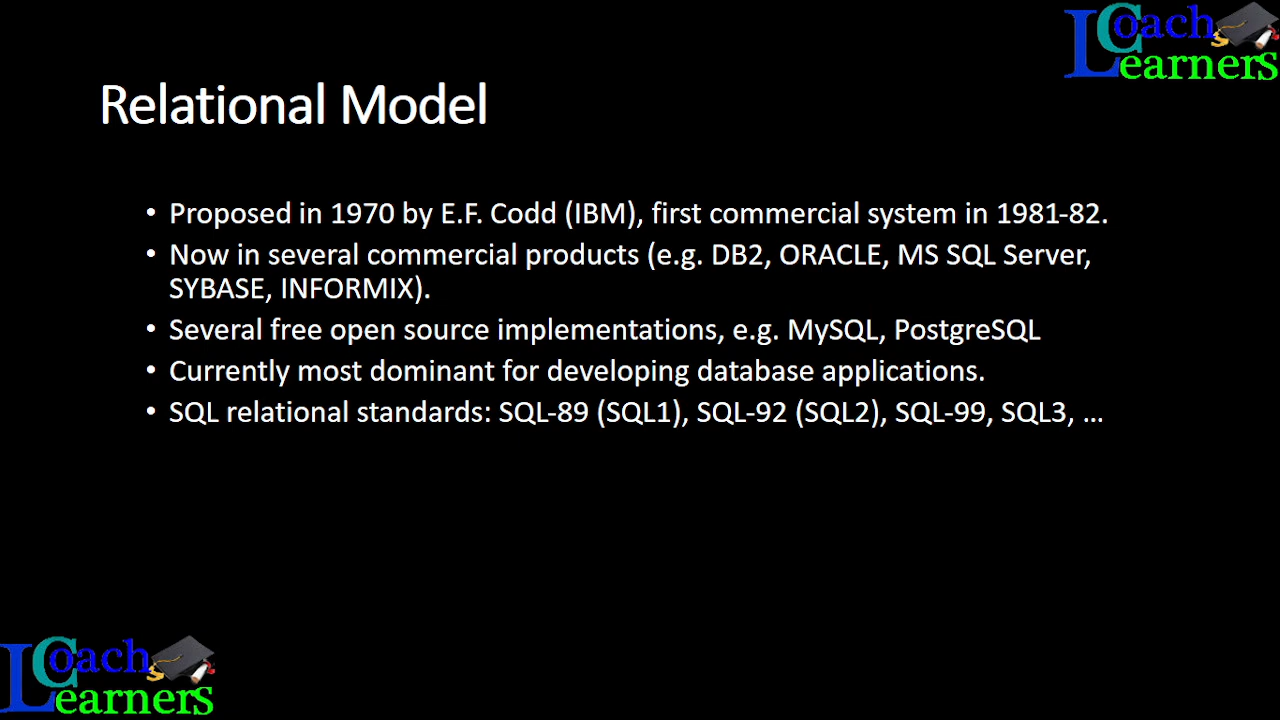 Coach
Learners
Relational Model
• Proposed in 1970 by E.F. Codd (IBM), first commercial system in 1981-82.
• Now in several commercial products (e.g. DB2, ORACLE, MS SQL Server,
SYBASE, INFORMIX).
• Several free open source implementations, e.g. MySQL, PostgreSQL
• Currently most dominant for developing database applications.
• SQL relational standards: SQL-89 (SQL1), SQL-92 (SQL2), SQL-99, SQL3, …
Coach
Learners